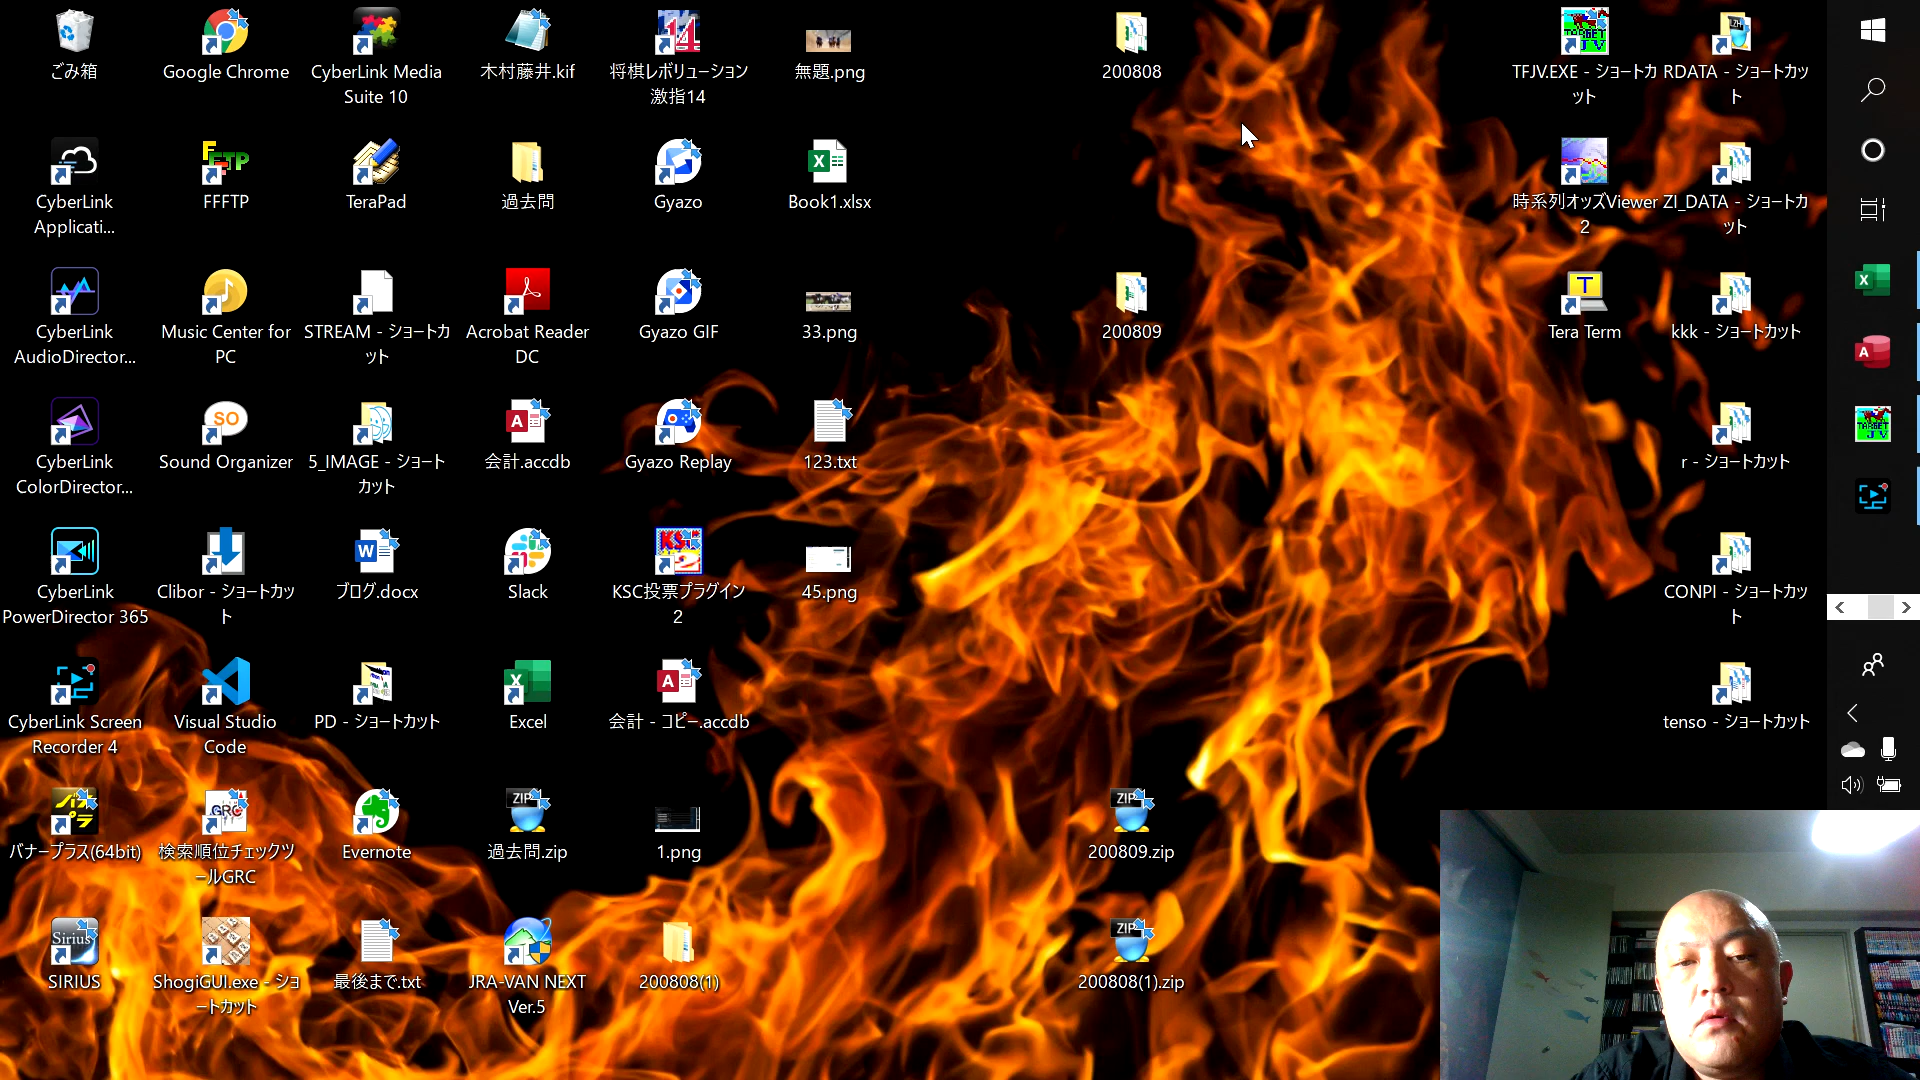 ごみ箱
Google Chrome
CyberLink Media
Suite 10
木村藤井.kif
将棋レボリューション
激指14
無題.png
200808
TFJV.EXE - ショートカ
ット
RDATA - ショートカッ
ト
CyberLink
Applicati...
FFFTP
TeraPad
過去問
Gyazo
Book1.xlsx
時系列オッズViewer
2
ZI_DATA - ショートカ
ット
CyberLink
AudioDirector...
Music Center for
PC
STREAM - ショートカ
ット
Acrobat Reader
DC
Gyazo GIF
33.png
200809
Tera Term
kkk - ショートカット
CyberLink
ColorDirector...
Sound Organizer
5_IMAGE - ショート
カット
会計.accdb
Gyazo Replay
123.txt
r - ショートカット
CyberLink
PowerDirector 365
Clibor - ショートカッ
ト
ブログ.docx
Slack
KSC投票プラグイン
2
45.png
CONPI - ショートカッ
ト
CyberLink Screen
Recorder 4
Visual Studio
Code
PD - ショートカット
Excel
会計 - コピー.accdb
tenso - ショートカット
バナープラス(64bit)
検索順位チェックツ
ールGRC
Evernote
過去問.zip
1.png
200809.zip
SIRIUS
ShogiGUI.exe - ショ
ートカット
最後まで.txt
JRA-VAN NEXT
Ver.5
200808(1)
200808(1).zip